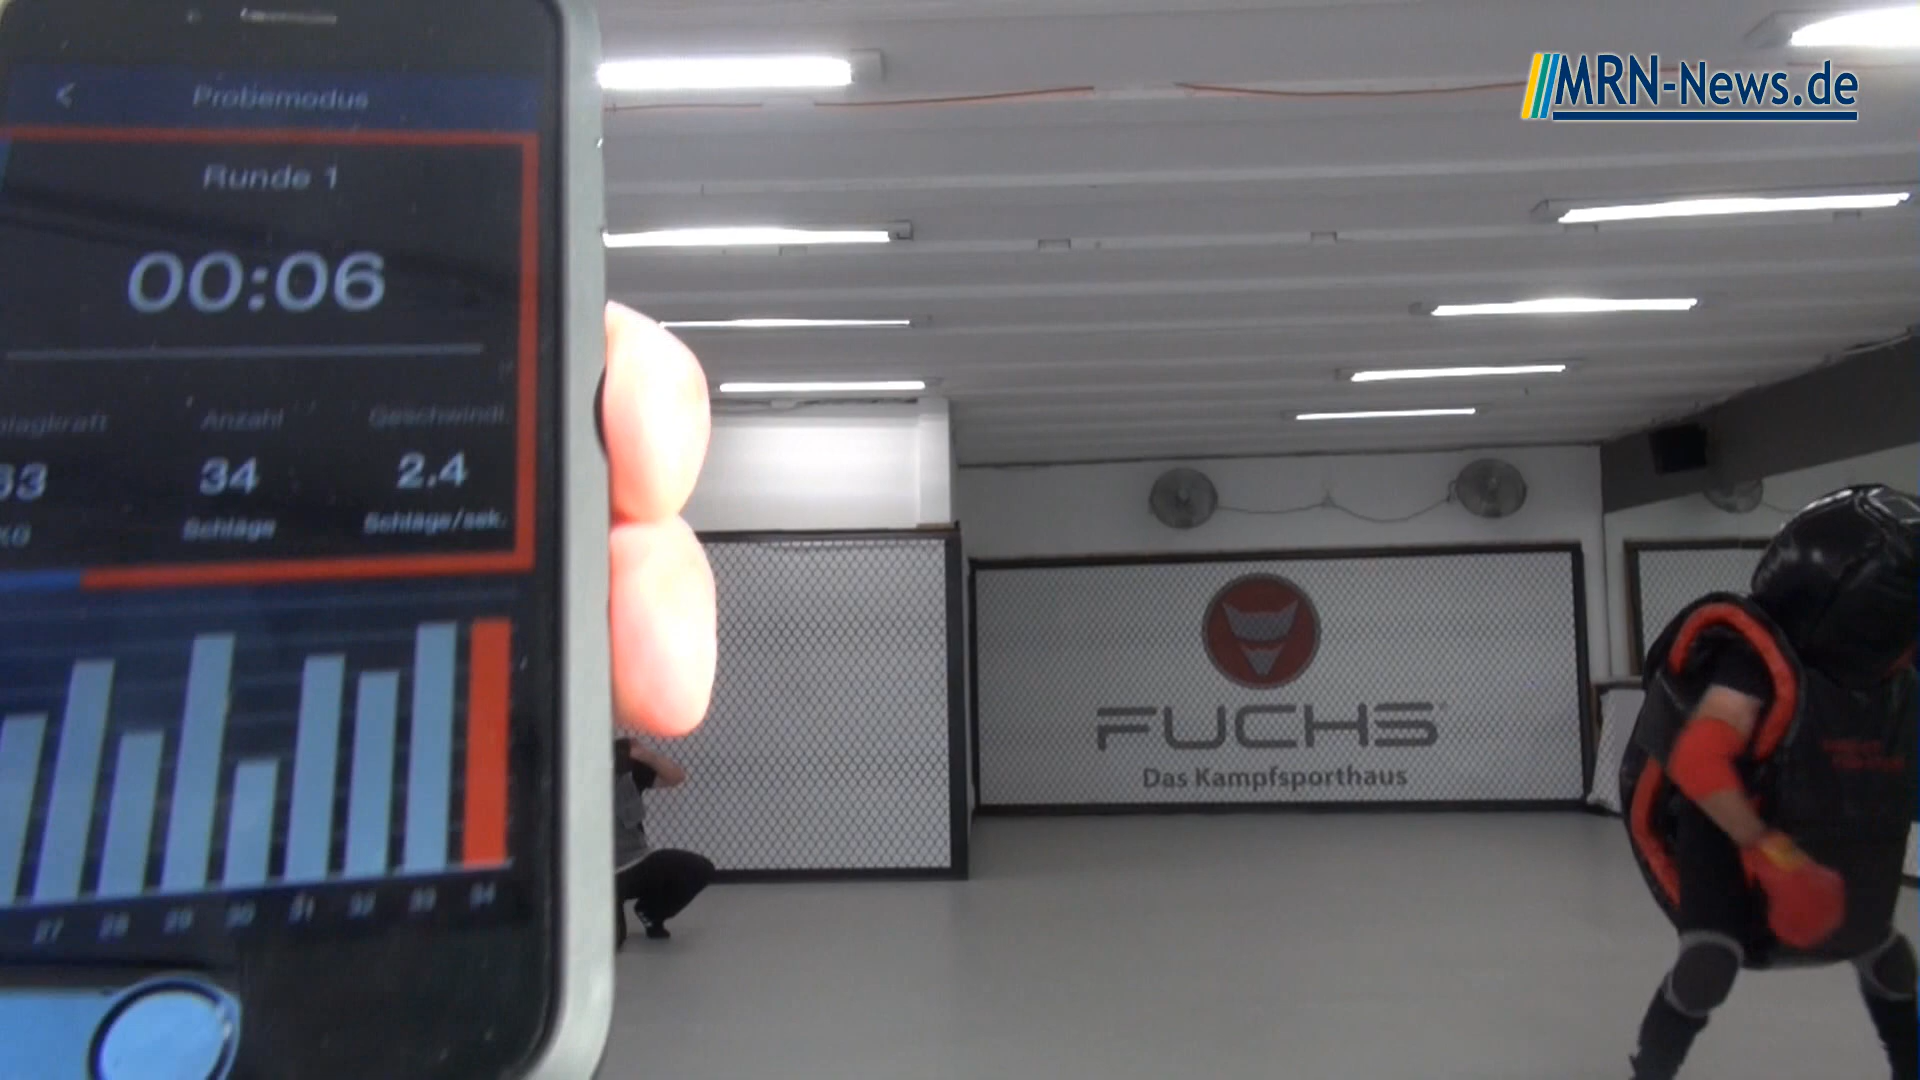 MRN-News.de
Probemodus
Runde 1
00:06
Anzahl
Geschwindi.
34
2.4
Schläge
Schläge/sek.
27 28 29 30 31 32 33 34
FUCHS
Das Kampfsporthaus